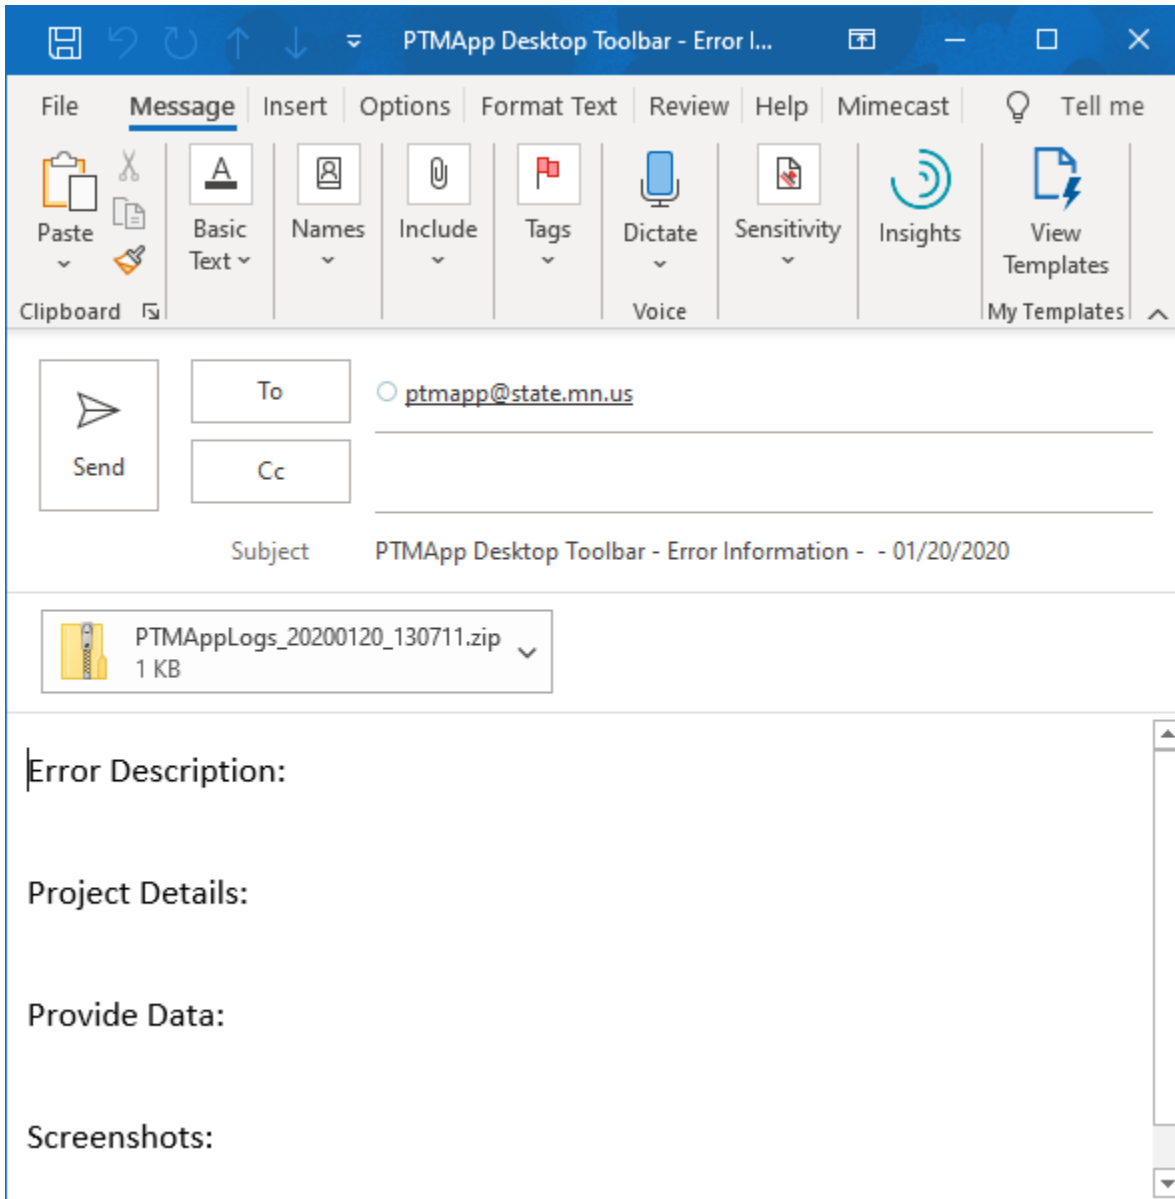 PTMApp Desktop Toolbar - Error I...
File Message Insert Options Format Text Review Help Mimecast Tell me
Paste
Basic Text
Names
Include
Tags
Dictate
Sensitivity
Insights
View Templates
Clipboard Voice My Templates
To ptmapp@state.mn.us
Send
Cc
Subject PTMApp Desktop Toolbar - Error Information -  - 01/20/2020
PTMAppLogs_20200120_130711.zip
1 KB
Error Description:
Project Details:
Provide Data:
Screenshots: